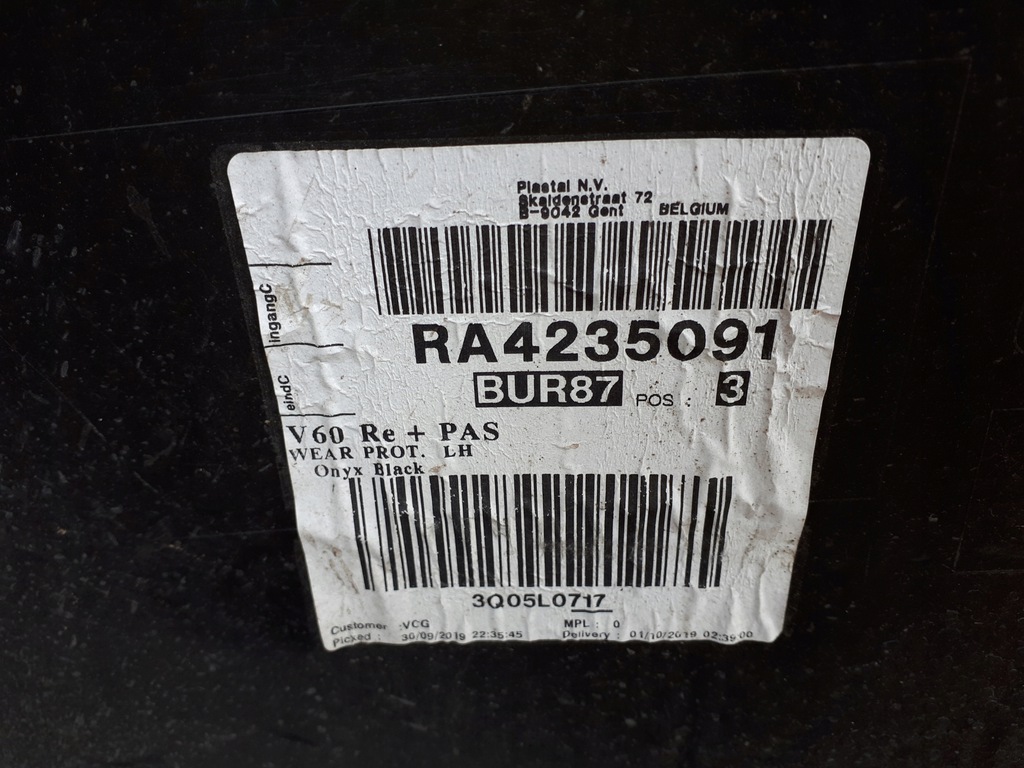 Plastal N.V.
Skaldenstraat 72
B-9042 Gent BELGIUM
ingangC
RA4235091
BUR87 POS : 3
eindC
V60 Re + PAS
WEAR PROT. LH
Onyx Black
3Q05L0717
Customer :VCG MPL : 0
Picked : 30/09/2019 22:35:45 Delivery : 01/10/2019 02:39:00